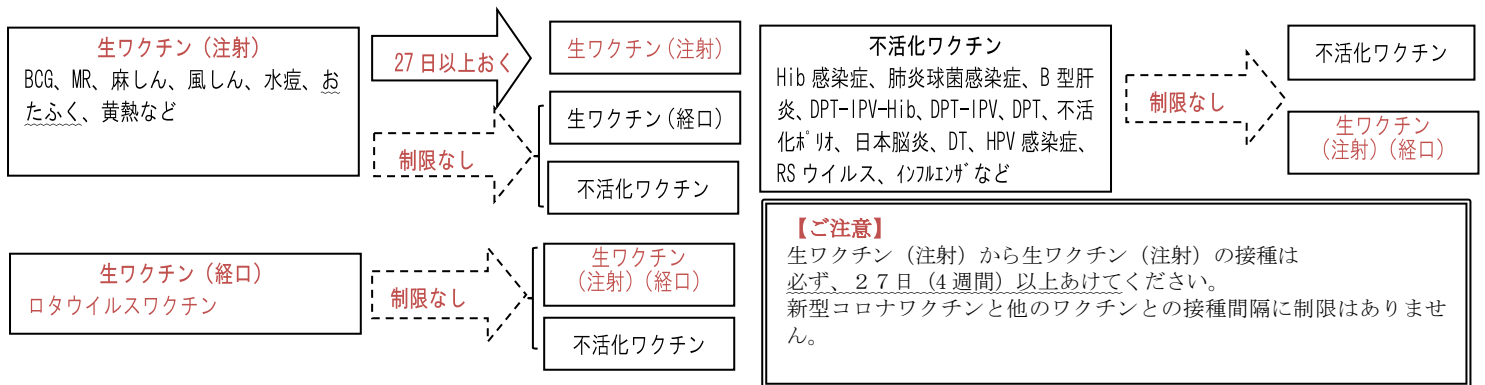 生ワクチン（注射）
BCG、MR、麻しん、風しん、水痘、お
たふく、黄熱など
27日以上おく
生ワクチン（注射）
制限なし
生ワクチン（経口）
不活化ワクチン
生ワクチン（経口）
ロタウイルスワクチン
制限なし
生ワクチン
（注射）（経口）
不活化ワクチン
不活化ワクチン
Hib感染症、肺炎球菌感染症、B型肝
炎、DPT-IPV-Hib、DPT-IPV、DPT、不活
化ﾎﾟﾘｵ、日本脳炎、DT、HPV感染症、
RSウイルス、ｲﾝﾌﾙｴﾝｻﾞなど
制限なし
不活化ワクチン
生ワクチン
（注射）（経口）
【ご注意】
生ワクチン（注射）から生ワクチン（注射）の接種は
必ず、２７日（4週間）以上あけてください。
新型コロナワクチンと他のワクチンとの接種間隔に制限はありませ
ん。